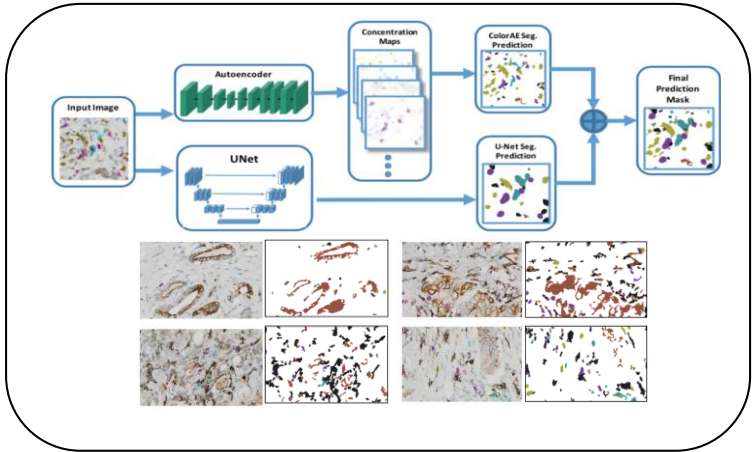 Input Image
Autoencoder
UNet
Concentration
Maps
ColorAE Seg.
Prediction
U-Net Seg.
Prediction
Final
Prediction
Mask